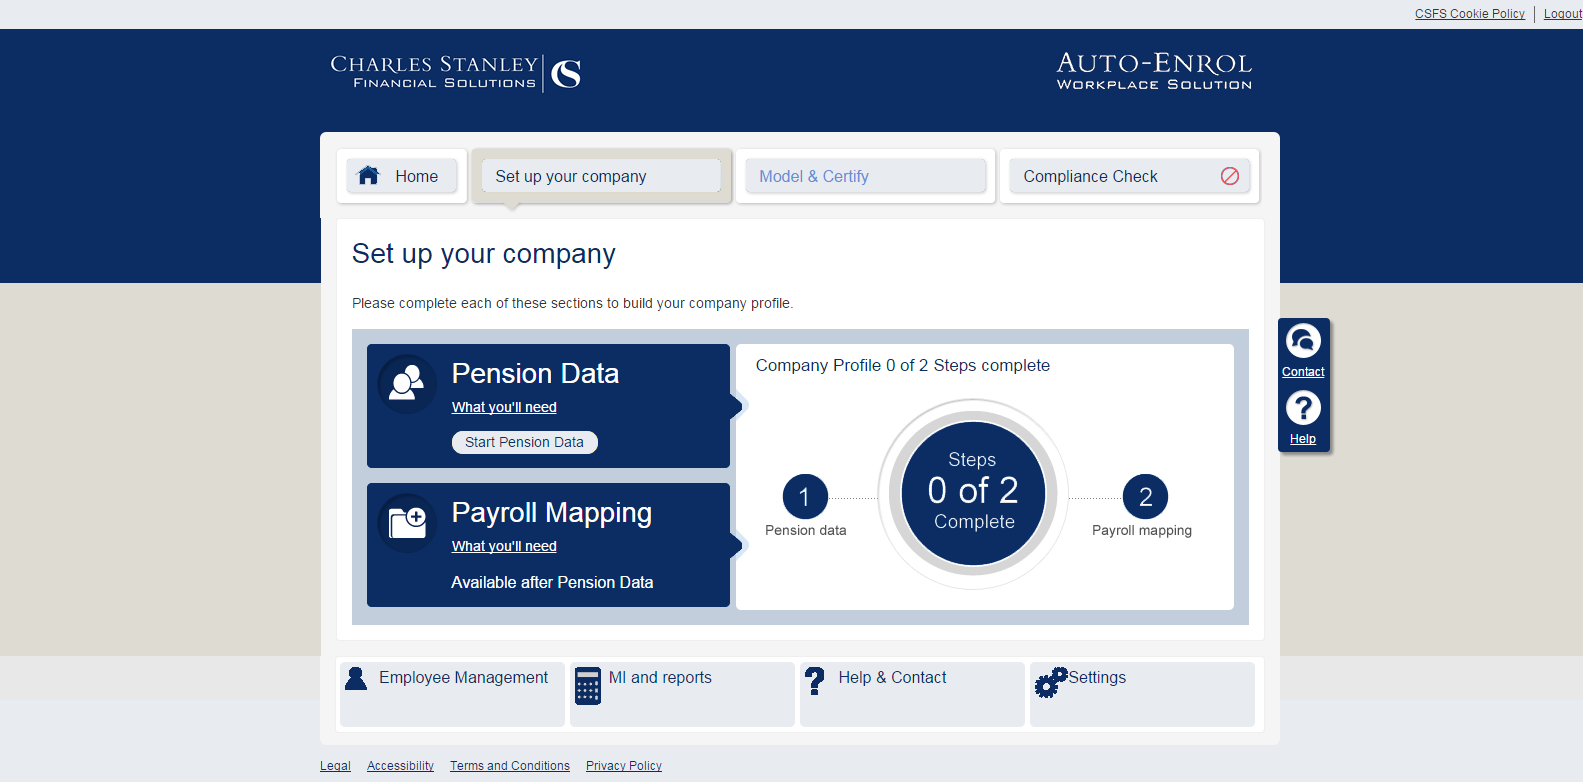 CSFS Cookie Policy
Logout
CHARLES STANLEY
FINANCIAL SOLUTIONS
AUTO-ENROL
WORKPLACE SOLUTION
Home
Set up your company
Model & Certify
Compliance Check
Set up your company
Please complete each of these sections to build your company profile.
Pension Data
What you'll need
Start Pension Data
Payroll Mapping
What you'll need
Available after Pension Data
Company Profile 0 of 2 Steps complete
1
Pension data
Steps
0 of 2
Complete
2
Payroll mapping
Contact
Help
Employee Management
MI and reports
Help & Contact
Settings
Legal
Accessibility
Terms and Conditions
Privacy Policy